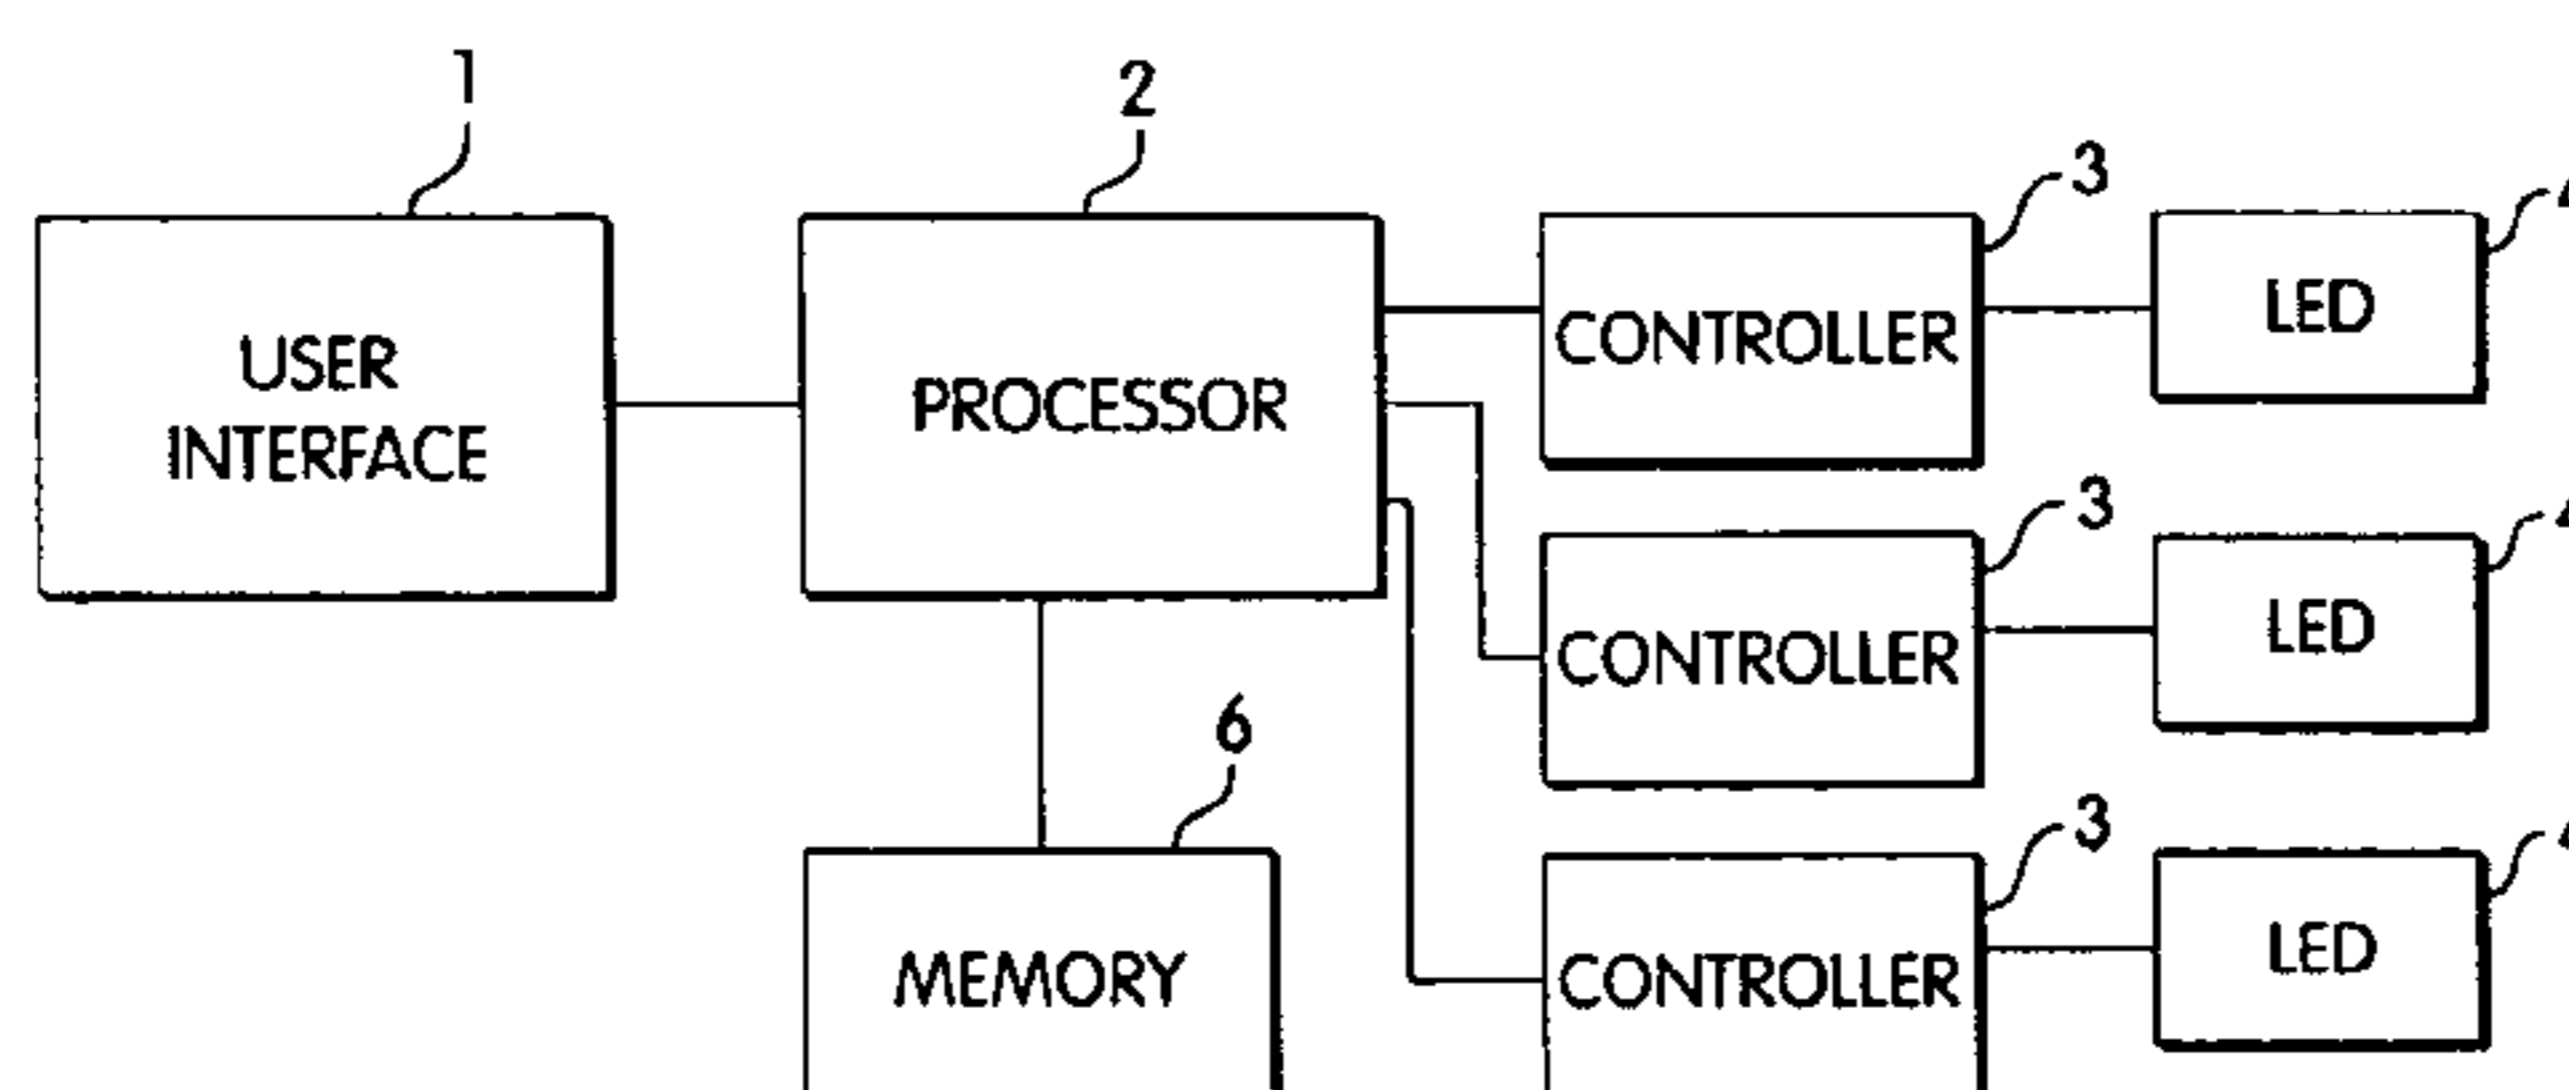 1
2
3
USER
INTERFACE
PROCESSOR
CONTROLLER
LED
3
CONTROLLER
LED
6
MEMORY
3
CONTROLLER
LED